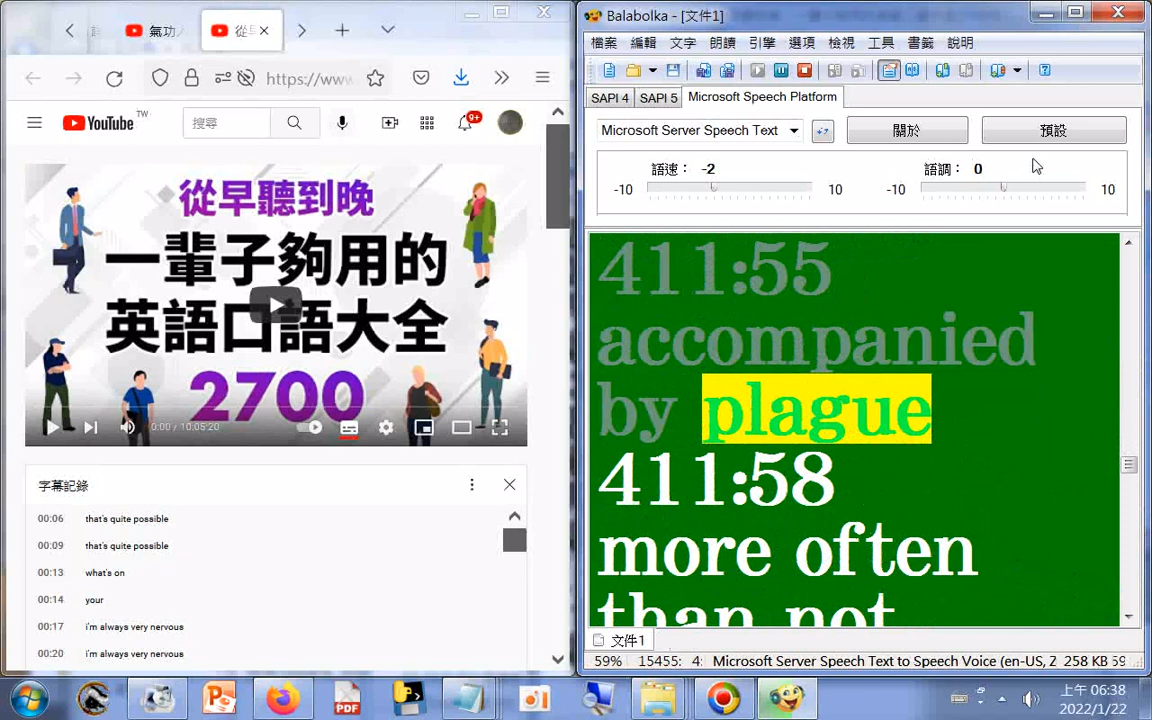 氣功
從
https://www
YouTube TW
搜尋
9+
從早聽到晚
一輩子夠用的
英語口語大全
2700
0:00 / 10:05:20
字幕記錄
00:06 that's quite possible
00:09 that's quite possible
00:13 what's on
00:14 your
00:17 i'm always very nervous
00:20 i'm always very nervous
Balabolka - [文件1]
檔案 編輯 文字 朗讀 引擎 選項 檢視 工具 書籤 說明
SAPI 4 SAPI 5 Microsoft Speech Platform
Microsoft Server Speech Text 關於 預設
語速: -2 語調: 0
-10 10 -10 10
411:55
accompanied
by plague
411:58
more often
than not
文件1
59% 15455: 4: Microsoft Server Speech Text to Speech Voice (en-US, 2 258 KB 59
PDF
上午 06:38
2022/1/22